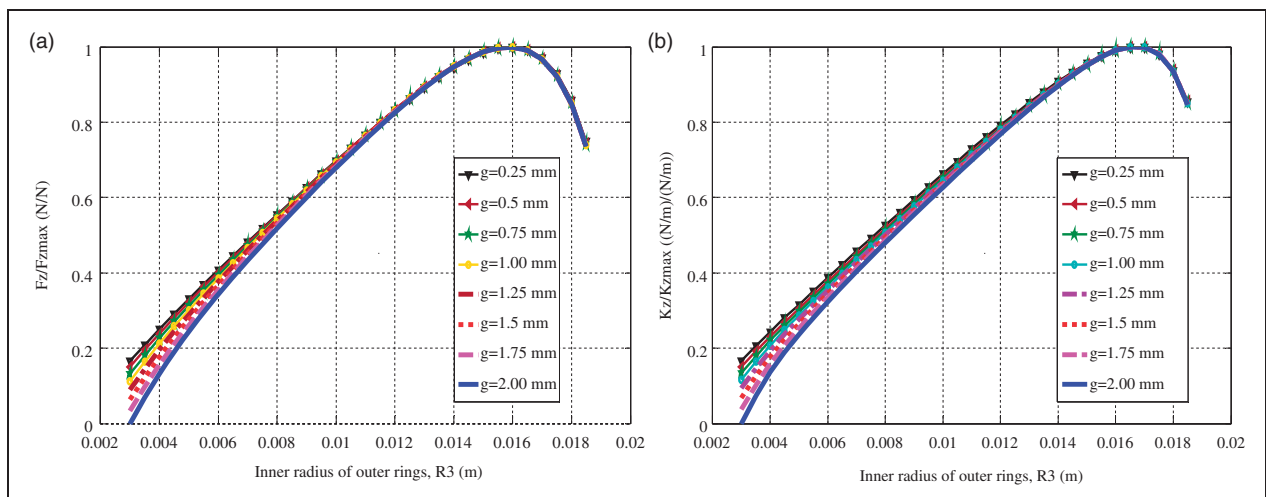 (a)
Fz/Fzmax (N/N)
1
0.8
0.6
0.4
0.2
0
0.002 0.004 0.006 0.008 0.01 0.012 0.014 0.016 0.018 0.02
Inner radius of outer rings, R3 (m)
g=0.25 mm
g=0.5 mm
g=0.75 mm
g=1.00 mm
g=1.25 mm
g=1.5 mm
g=1.75 mm
g=2.00 mm
(b)
Kz/Kzmax ((N/m)/(N/m))
1
0.8
0.6
0.4
0.2
0
0.002 0.004 0.006 0.008 0.01 0.012 0.014 0.016 0.018 0.02
Inner radius of outer rings, R3 (m)
g=0.25 mm
g=0.5 mm
g=0.75 mm
g=1.00 mm
g=1.25 mm
g=1.5 mm
g=1.75 mm
g=2.00 mm